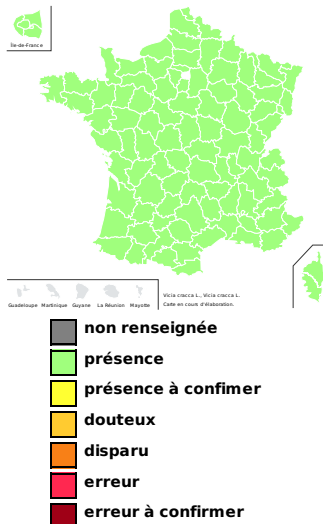 Île-de-France
Guadeloupe Martinique Guyane La Réunion Mayotte
Vicia cracca L., Vicia cracca L.
Carte en cours d'élaboration.
non renseignée
présence
présence à confimer
douteux
disparu
erreur
erreur à confirmer